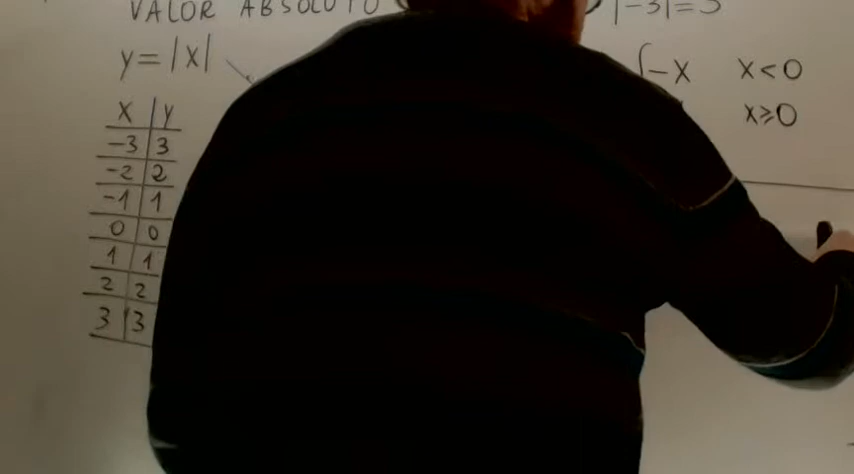 VALOR ABSOLUTO |-3|=3
y=|x|
-x x<0
x≥0
x y
-3 3
-2 2
-1 1
0 0
1 1
2 2
3 3